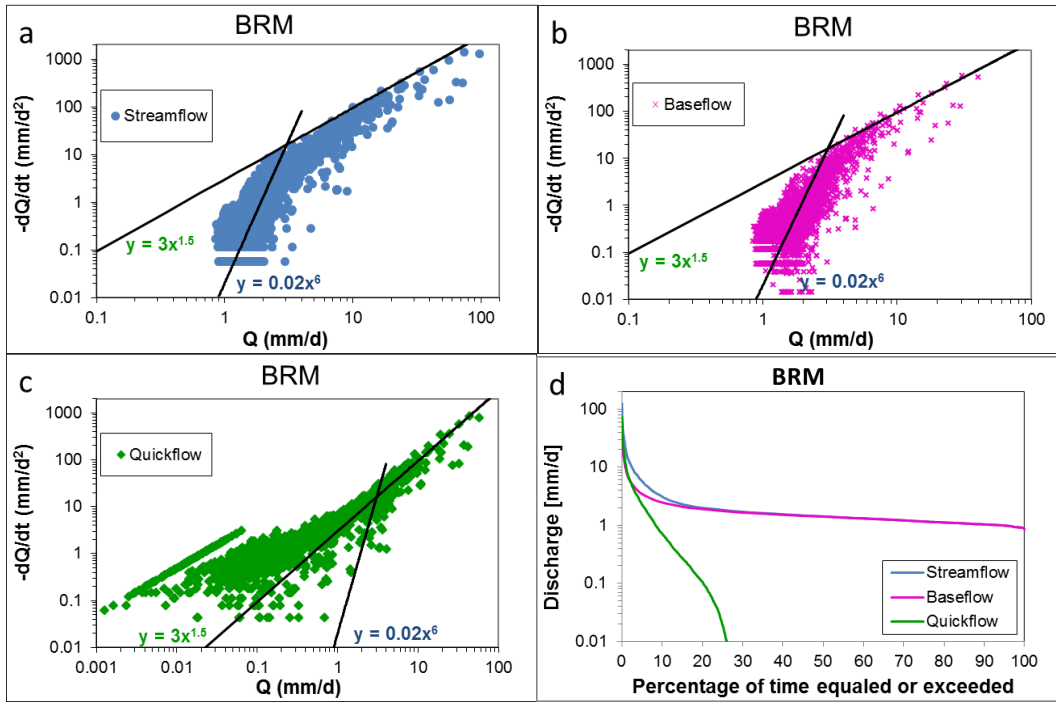 a
BRM
1000
100
10
1
0.1
0.01
-dQ/dt (mm/d²)
Streamflow
y = 3x^1.5
y = 0.02x^6
0.1
1
10
100
Q (mm/d)
b
BRM
1000
100
10
1
0.1
0.01
-dQ/dt (mm/d²)
Baseflow
y = 3x^1.5
y = 0.02x^6
0.1
1
10
100
Q (mm/d)
c
BRM
1000
100
10
1
0.1
0.01
-dQ/dt (mm/d²)
Quickflow
y = 3x^1.5
y = 0.02x^6
0.001
0.01
0.1
1
10
100
Q (mm/d)
d
BRM
100
10
1
0.1
0.01
Discharge [mm/d]
Streamflow
Baseflow
Quickflow
0 10 20 30 40 50 60 70 80 90 100
Percentage of time equaled or exceeded